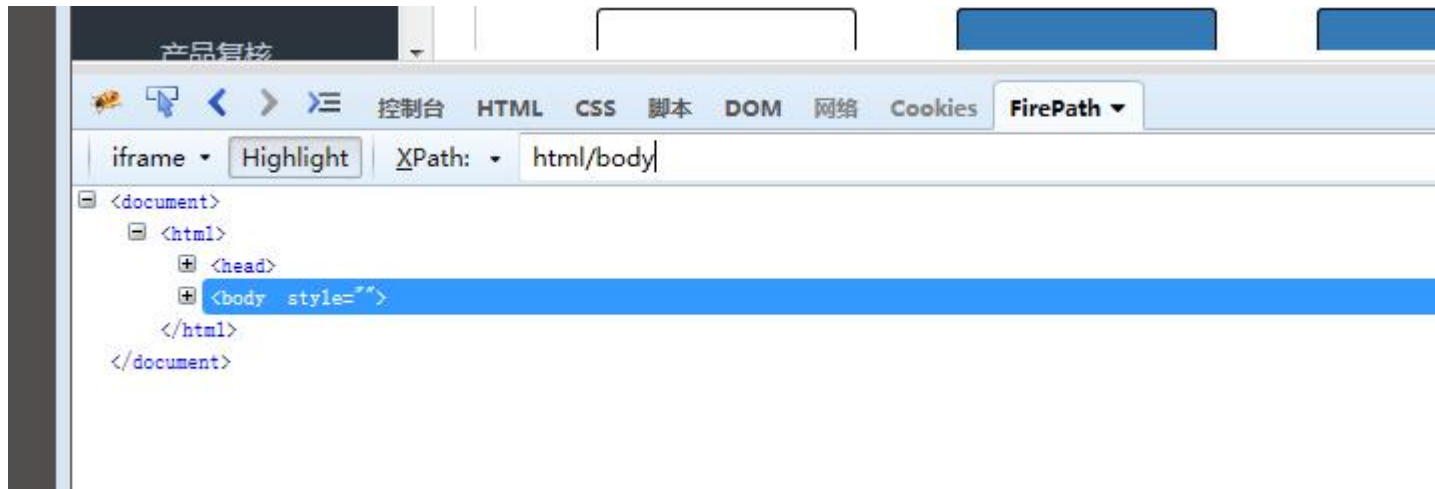 产品复核
控制台 HTML CSS 脚本 DOM 网络 Cookies FirePath
iframe Highlight XPath: html/body
<document>
<html>
<head>
<body style="">
</html>
</document>